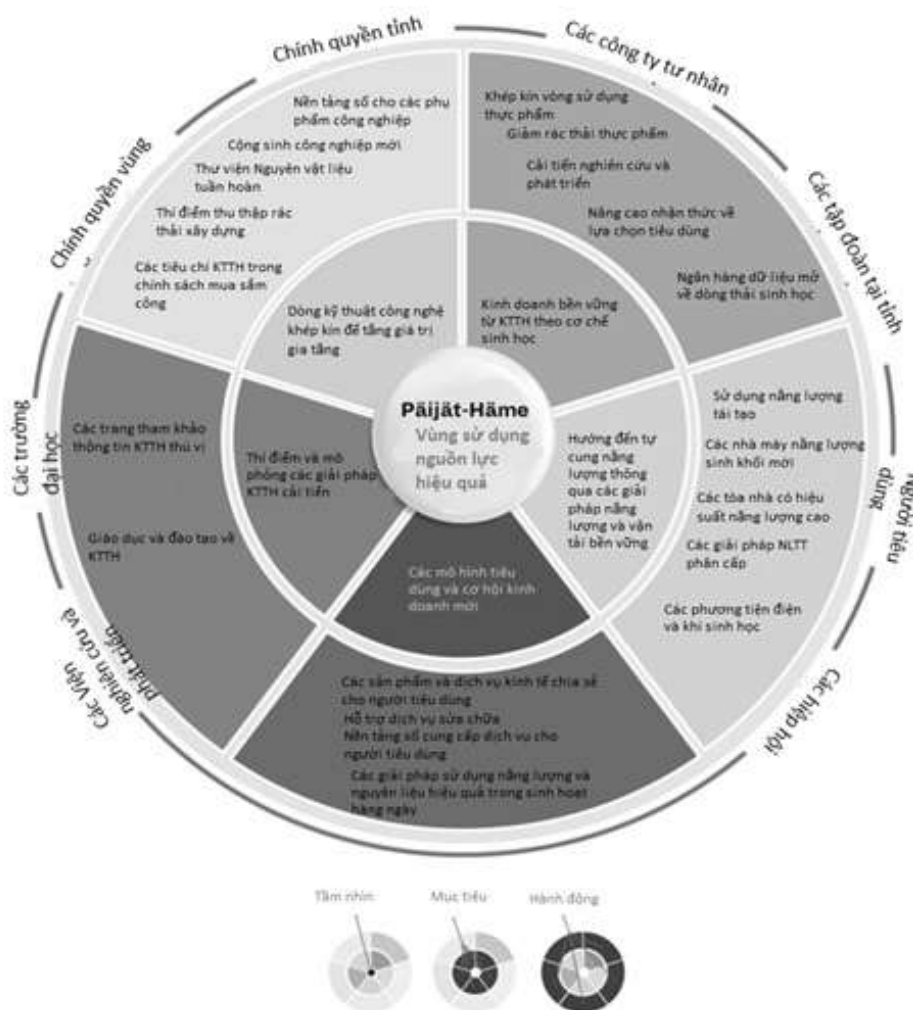 Chính quyền tỉnh
Các công ty tư nhân
Chính quyền vùng
Các tập đoàn tại tỉnh
Các trường
đại học
Người tiêu
dùng
Các Viện
nghiên cứu và
phát triển
Các hiệp hội
Nền tảng số cho các phụ
phẩm công nghiệp
Cộng sinh công nghiệp mới
Thư viện Nguyên vật liệu
tuần hoàn
Thí điểm thu thập rác
thải xây dựng
Các tiêu chí KTTH trong
chính sách mua sắm
công
Khép kín vòng sử dụng
thực phẩm
Giảm rác thải thực phẩm
Cải tiến nghiên cứu và
phát triển
Nâng cao nhận thức về
lựa chọn tiêu dùng
Ngân hàng dữ liệu mở
về dòng thải sinh học
Dòng kỹ thuật công nghệ
khép kín để tăng giá trị
gia tăng
Kinh doanh bền vững
từ KTTH theo cơ chế
sinh học
Päijät-Häme
Vùng sử dụng
nguồn lực
hiệu quả
Các trang tham khảo
thông tin KTTH thú vị
Giáo dục và đào tạo về
KTTH
Thí điểm và mô
phỏng các giải pháp
KTTH cải tiến
Hướng đến tự
cung năng
lượng thông
qua các giải
pháp năng
lượng và vận
tải bền vững
Sử dụng năng lượng
tái tạo
Các nhà máy năng lượng
sinh khối mới
Các tòa nhà có hiệu
suất năng lượng cao
Các giải pháp NLTT
phân cấp
Các phương tiện điện
và khí sinh học
Các mô hình tiêu
dùng và cơ hội kinh
doanh mới
Các sản phẩm và dịch vụ kinh tế chia sẻ
cho người tiêu dùng
Hỗ trợ dịch vụ sửa chữa
Nền tảng số cung cấp dịch vụ cho
người tiêu dùng
Các giải pháp sử dụng năng lượng và
nguyên liệu hiệu quả trong sinh hoạt
hàng ngày
Tầm nhìn
Mục tiêu
Hành động